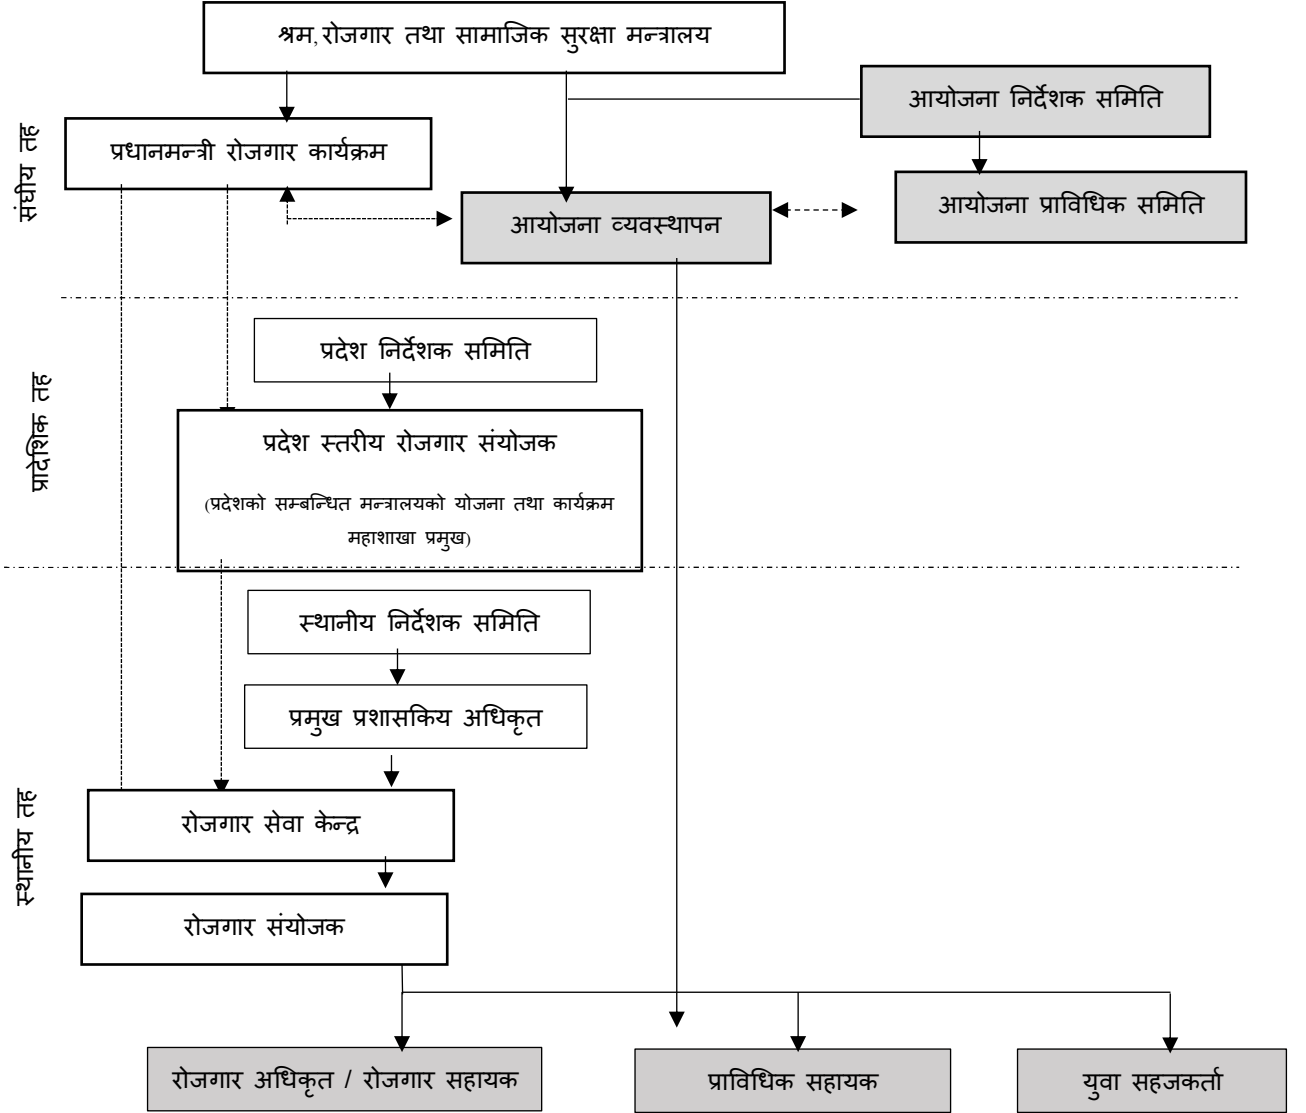 श्रम, रोजगार तथा सामाजिक सुरक्षा मन्त्रालय
आयोजना निर्देशक समिति
प्रधानमन्त्री रोजगार कार्यक्रम
संघीय तह
आयोजना प्राविधिक समिति
आयोजना व्यवस्थापन
प्रदेश निर्देशक समिति
प्रादेशिक तह
प्रदेश स्तरीय रोजगार संयोजक
(प्रदेशको सम्बन्धित मन्त्रालयको योजना तथा कार्यक्रम
महाशाखा प्रमुख)
स्थानीय निर्देशक समिति
प्रमुख प्रशासकिय अधिकृत
स्थानीय तह
रोजगार सेवा केन्द्र
रोजगार संयोजक
रोजगार अधिकृत / रोजगार सहायक
प्राविधिक सहायक
युवा सहजकर्ता